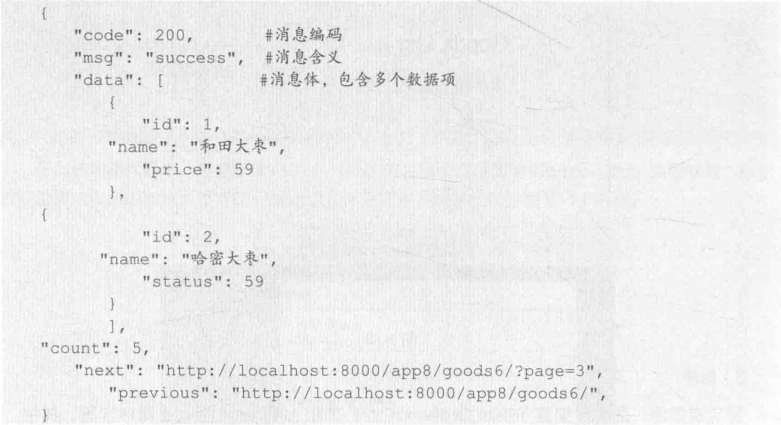 {
"code": 200, #消息编码
"msg": "success", #消息含义
"data": [ #消息体，包含多个数据项
{
"id": 1,
"name": "和田大枣",
"price": 59
},
{
"id": 2,
"name": "哈密大枣",
"status": 59
}
],
"count": 5,
"next": "http://localhost:8000/app8/goods6/?page=3",
"previous": "http://localhost:8000/app8/goods6/",
}